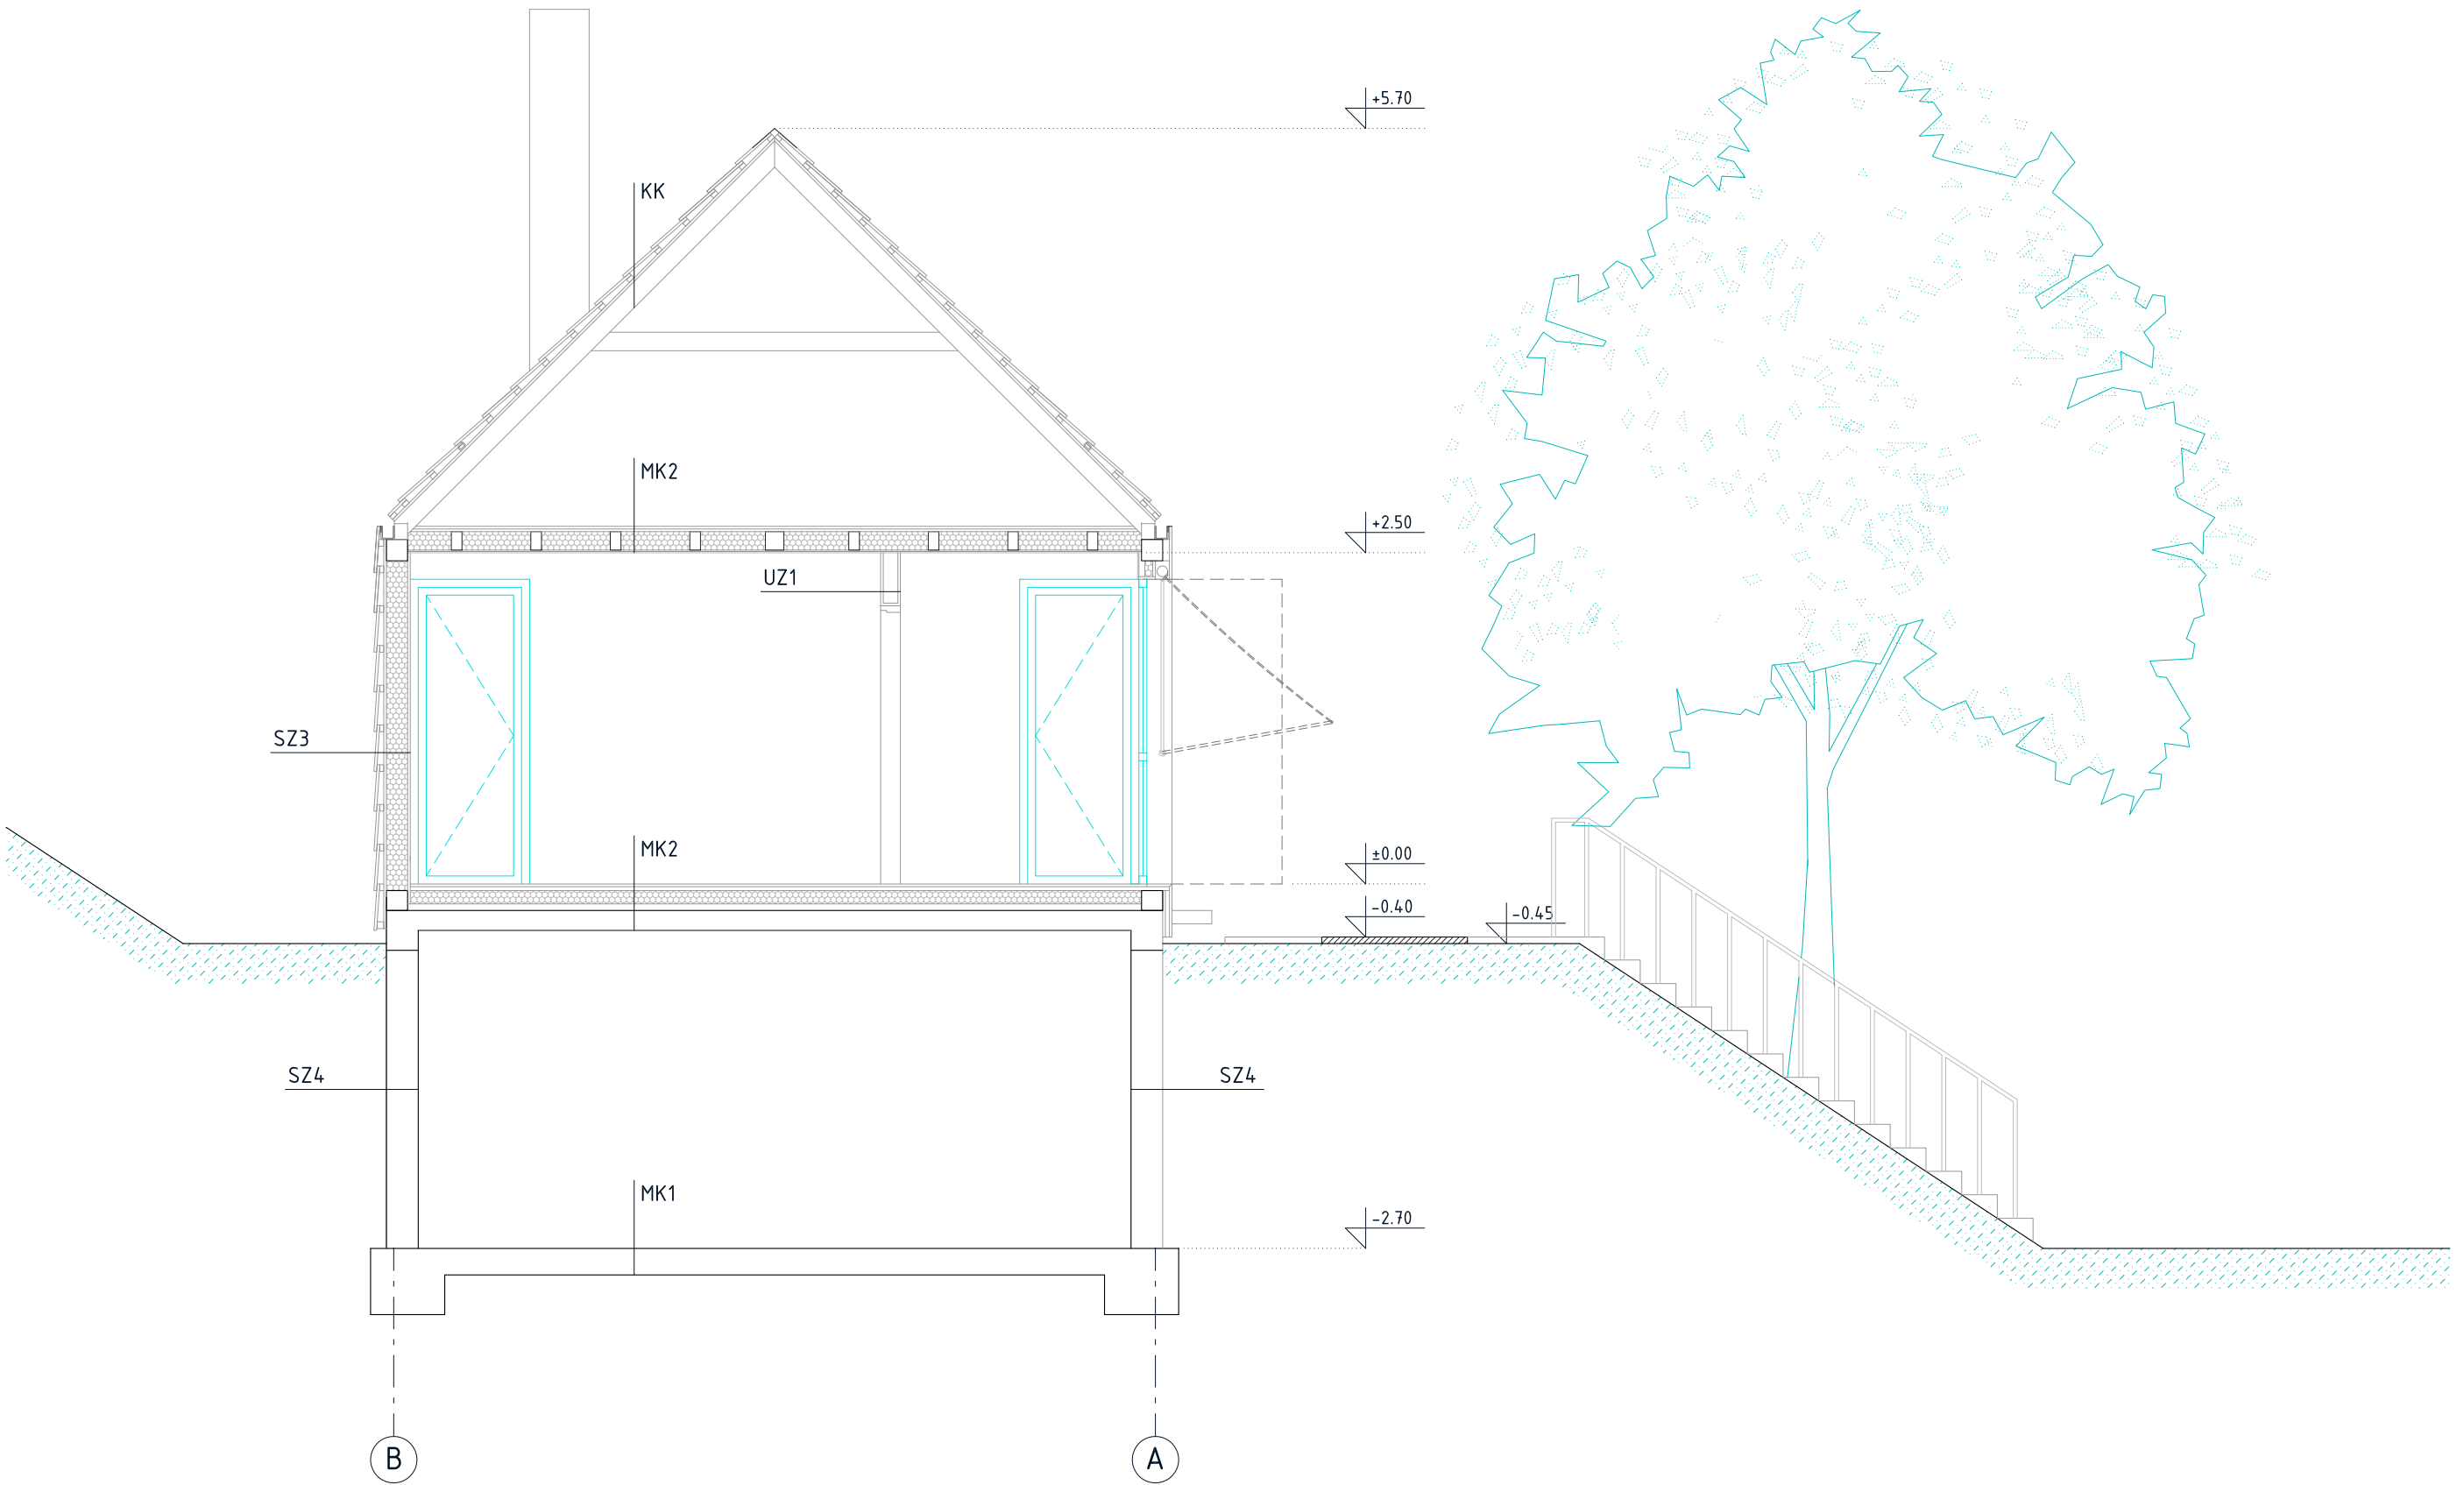 +5.70
KK
MK2
+2.50
UZ1
SZ3
MK2
±0.00
-0.40
-0.45
SZ4
SZ4
MK1
-2.70
B
A